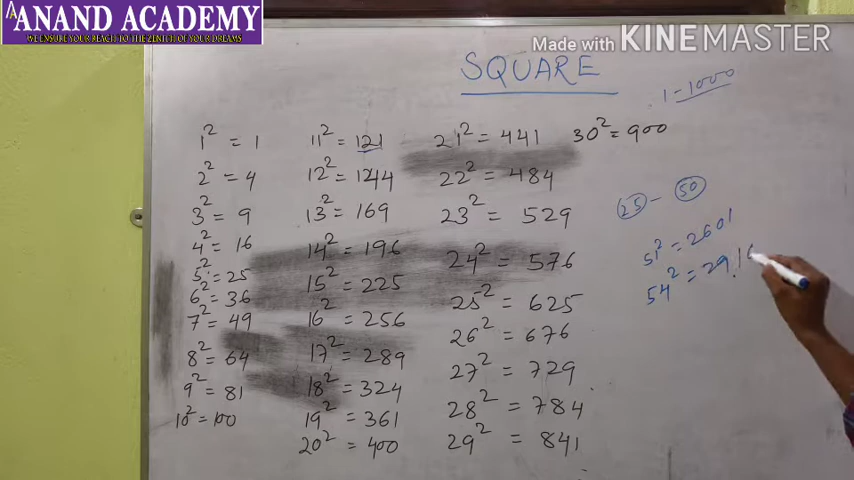 ANAND ACADEMY
WE ENSURE YOUR REACH TO THE ZENITH OF YOUR DREAMS
Made with KINEMASTER
SQUARE
1-1000
1² = 1
2² = 4
3² = 9
4² = 16
5² = 25
6² = 36
7² = 49
8² = 64
9² = 81
10² = 100
11² = 121
12² = 144
13² = 169
14² = 196
15² = 225
16² = 256
17² = 289
18² = 324
19² = 361
20² = 400
21² = 441
22² = 484
23² = 529
24² = 576
25² = 625
26² = 676
27² = 729
28² = 784
29² = 841
30² = 900
25 - 50
51² = 2601
54² = 2916